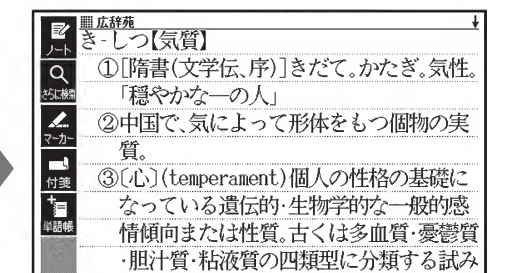 広辞苑
き‐しつ【気質】
①[隋書(文学伝、序)]きだて。かたぎ。気性。
「穏やかな―の人」
②中国で、気によって形体をもつ個物の実
質。
③〔心〕(temperament)個人の性格の基礎に
なっている遺伝的・生物学的な一般的感
情傾向または性質。古くは多血質・憂鬱質
・胆汁質・粘液質の四類型に分類する試み
ノート
さらに検索
マーカー
付箋
単語帳